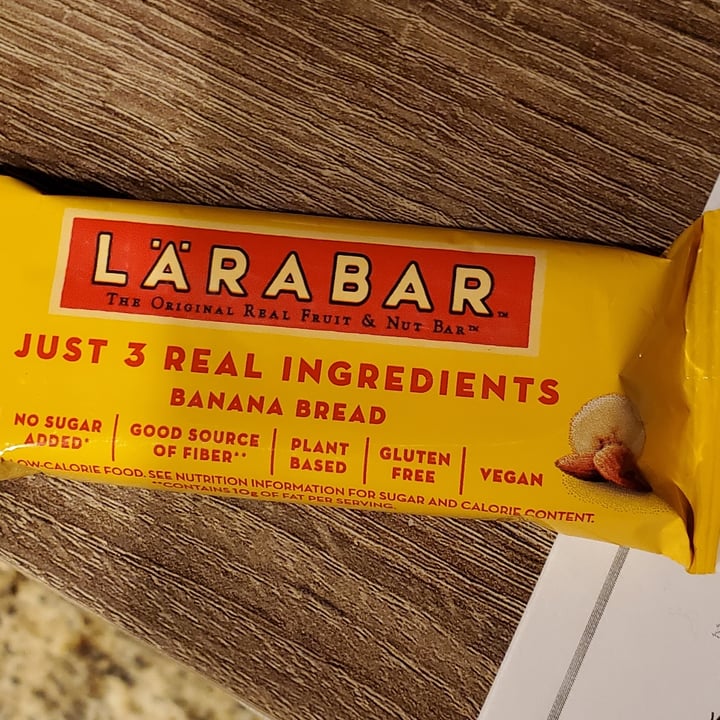 LÄRABAR™
THE ORIGINAL REAL FRUIT & NUT BAR™
JUST 3 REAL INGREDIENTS
BANANA BREAD
NO SUGAR
ADDED*
GOOD SOURCE
OF FIBER**
PLANT
BASED
GLUTEN
FREE
VEGAN
LOW-CALORIE FOOD. SEE NUTRITION INFORMATION FOR SUGAR AND CALORIE CONTENT.
**CONTAINS 10g OF FAT PER SERVING.